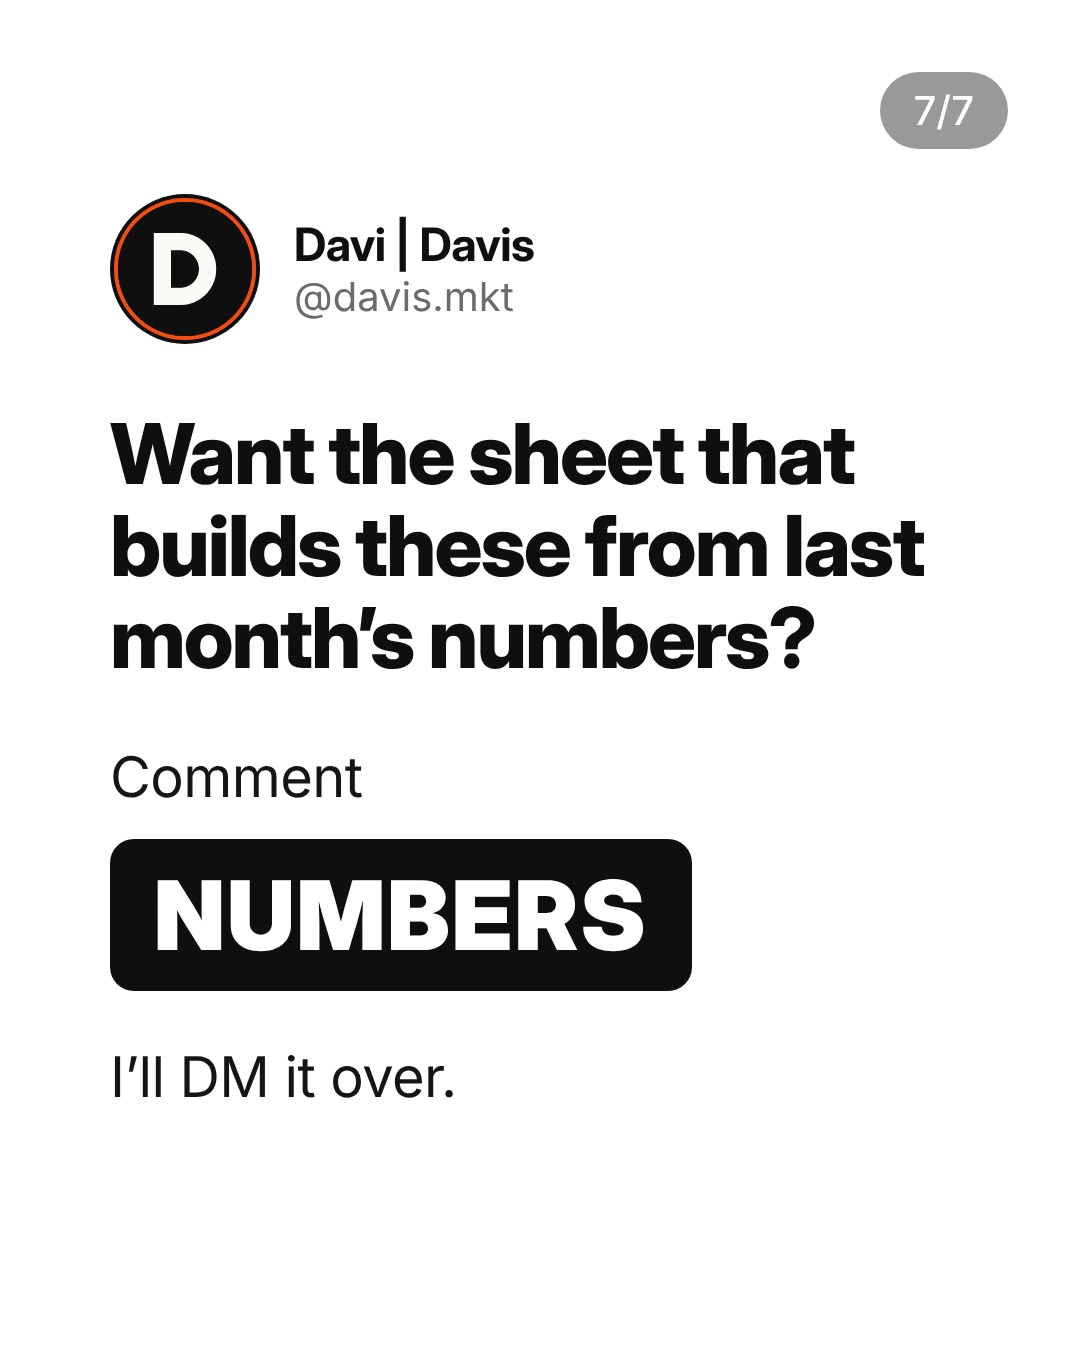 7/7
D
Davi | Davis
@davis.mkt
Want the sheet that
builds these from last
month’s numbers?
Comment
NUMBERS
I’ll DM it over.